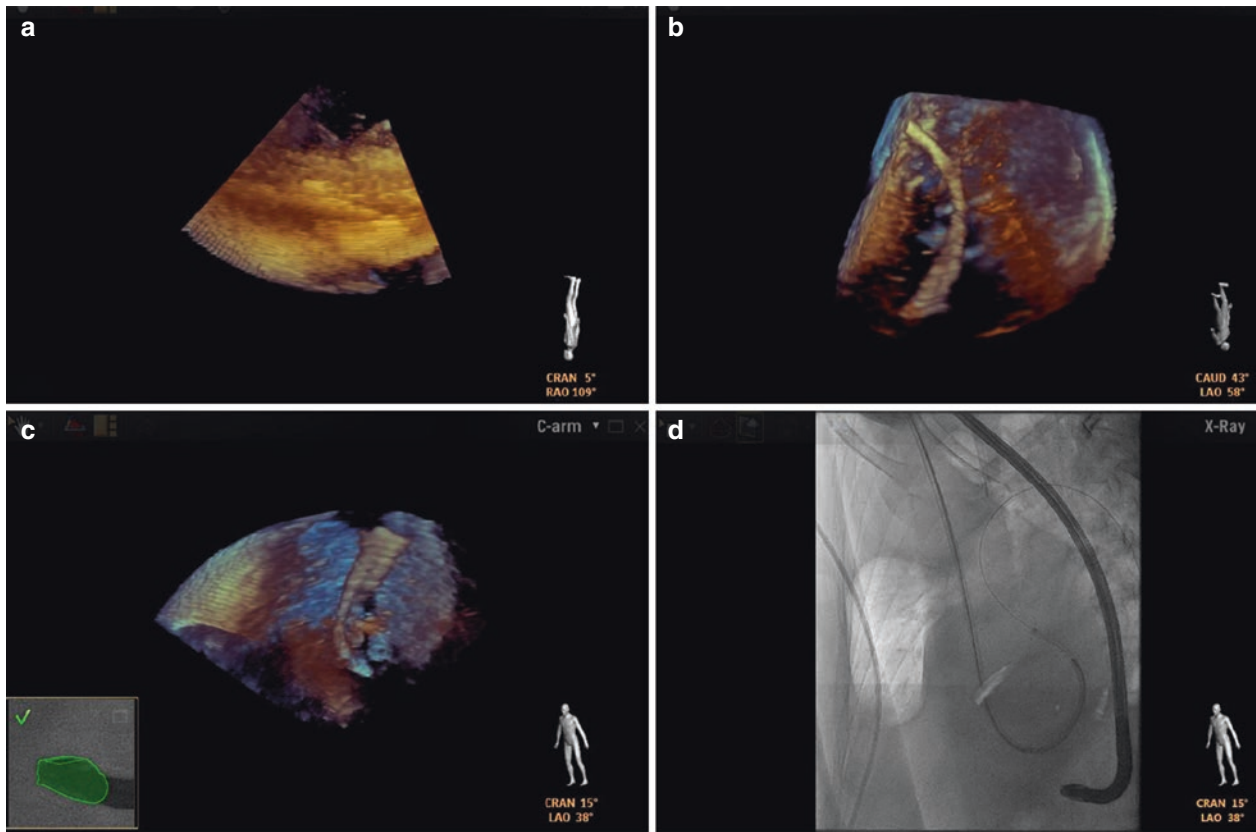 a
CRAN 5°
RAO 109°
b
CAUD 43°
LAO 58°
c
C-arm
CRAN 15°
LAO 38°
d
X-Ray
CRAN 15°
LAO 38°